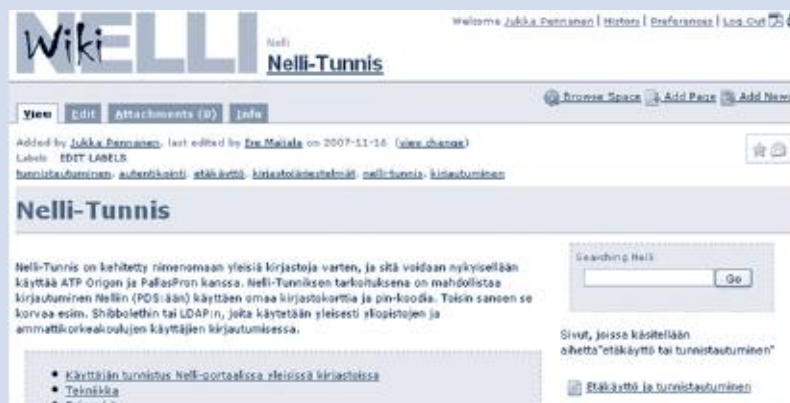 Wiki NELLI
Welcome Jukka Pennanen | History | Preferences | Log Out
Nelli
Nelli-Tunnis
Browse Space Add Page Add News
View Edit Attachments (0) Info
Added by Jukka Pennanen, last edited by Ere Maijala on 2007-11-16 (view change)
Labels EDIT LABELS
tunnistautuminen, autentikointi, etäkäyttö, kirjastojärjestelmät, nelli-tunnis, kirjautuminen
Nelli-Tunnis
Nelli-Tunnis on kehitetty nimenomaan yleisiä kirjastoja varten, ja sitä voidaan nykyisellään
käyttää ATP Origon ja PallasPron kanssa. Nelli-Tunniksen tarkoituksena on mahdollistaa
kirjautuminen Nelliin (PDS:ään) käyttäen omaa kirjastokorttia ja pin-koodia. Toisin sanoen se
korvaa esim. Shibbolethin tai LDAP:n, joita käytetään yleisesti yliopistojen ja
ammattikorkeakoulujen käyttäjien kirjautumisessa.
Käyttäjän tunnistus Nelli-portaalissa yleisissä kirjastoissa
Tekniikka
Searching Nelli
Go
Sivut, joissa käsitellään
aihetta"etäkäyttö tai tunnistautuminen"
Etäkäyttö ja tunnistautuminen